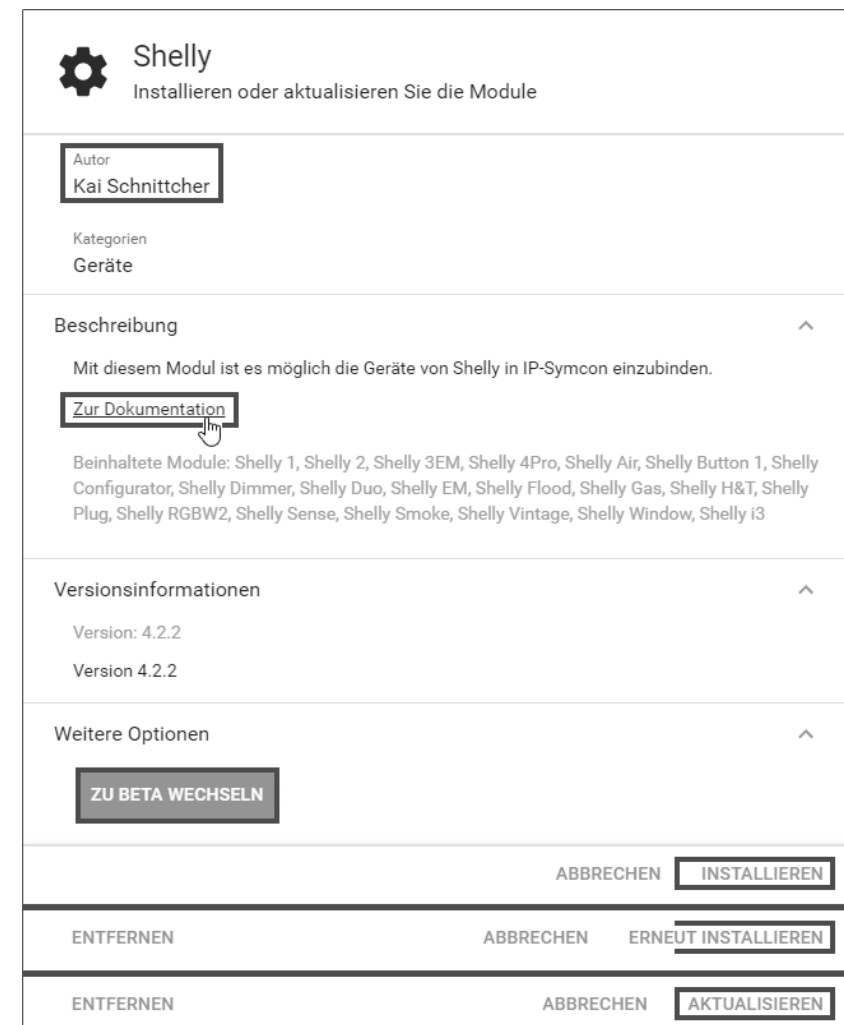 Shelly
Installieren oder aktualisieren Sie die Module
Autor
Kai Schnittcher
Kategorien
Geräte
Beschreibung
Mit diesem Modul ist es möglich die Geräte von Shelly in IP-Symcon einzubinden.
Zur Dokumentation
Beinhaltete Module: Shelly 1, Shelly 2, Shelly 3EM, Shelly 4Pro, Shelly Air, Shelly Button 1, Shelly
Configurator, Shelly Dimmer, Shelly Duo, Shelly EM, Shelly Flood, Shelly Gas, Shelly H&T, Shelly
Plug, Shelly RGBW2, Shelly Sense, Shelly Smoke, Shelly Vintage, Shelly Window, Shelly i3
Versionsinformationen
Version: 4.2.2
Version 4.2.2
Weitere Optionen
ZU BETA WECHSELN
ABBRECHEN INSTALLIEREN
ENTFERNEN ABBRECHEN ERNEUT INSTALLIEREN
ENTFERNEN ABBRECHEN AKTUALISIEREN